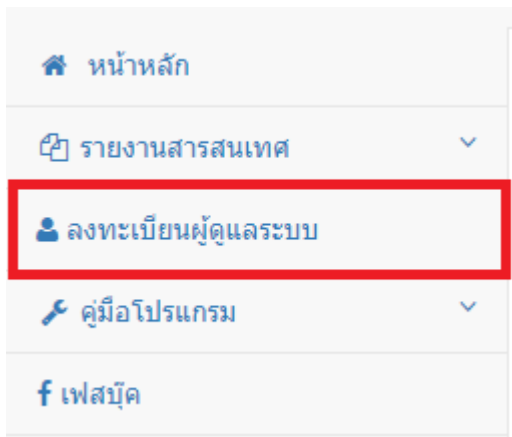 หน้าหลัก
รายงานสารสนเทศ
ลงทะเบียนผู้ดูแลระบบ
คู่มือโปรแกรม
เฟสบุ๊ค